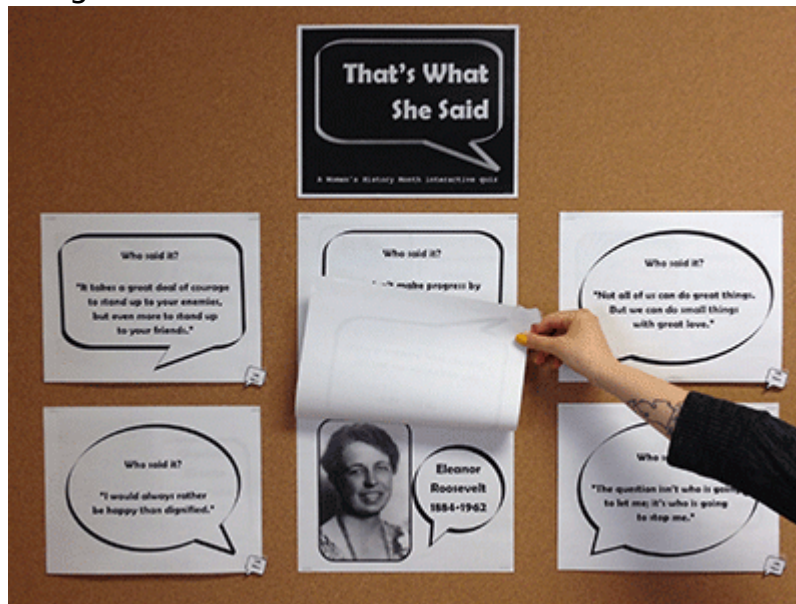 That's What
She Said
A Women's History Month interactive quiz
Who said it?
"It takes a great deal of courage
to stand up to your enemies,
but even more to stand up
to your friends."
Who said it?
make progress by
Who said it?
"Not all of us can do great things.
But we can do small things
with great love."
Who said it?
"I would always rather
be happy than dignified."
Eleanor
Roosevelt
1884-1962
Who
"The question isn't who is going
to let me; it's who is going
to stop me."